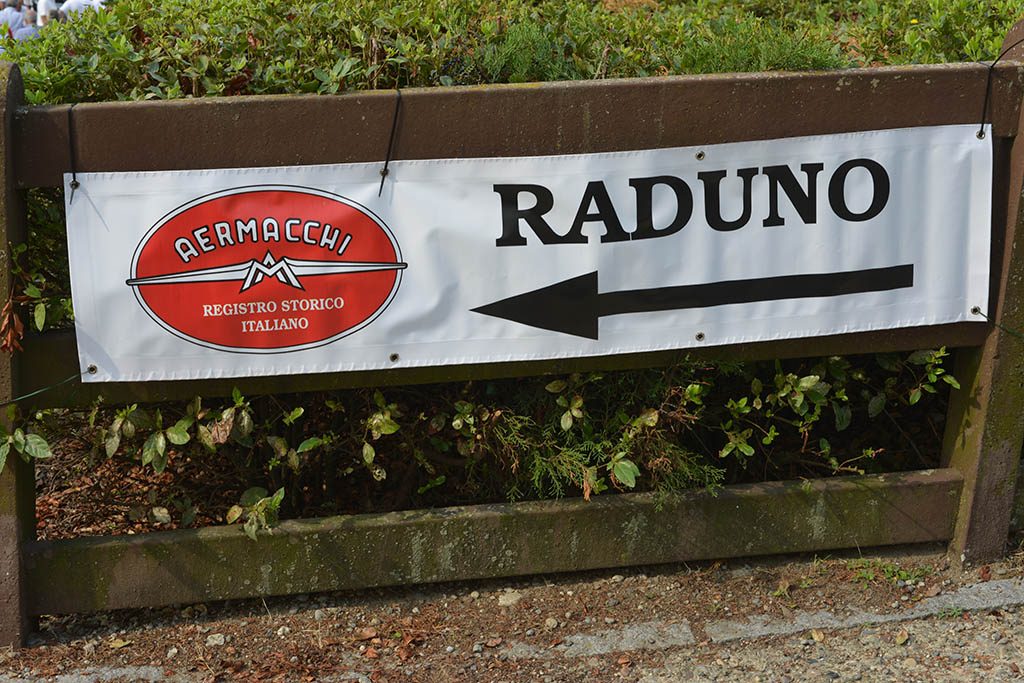 AERMACCHI
REGISTRO STORICO
ITALIANO
RADUNO